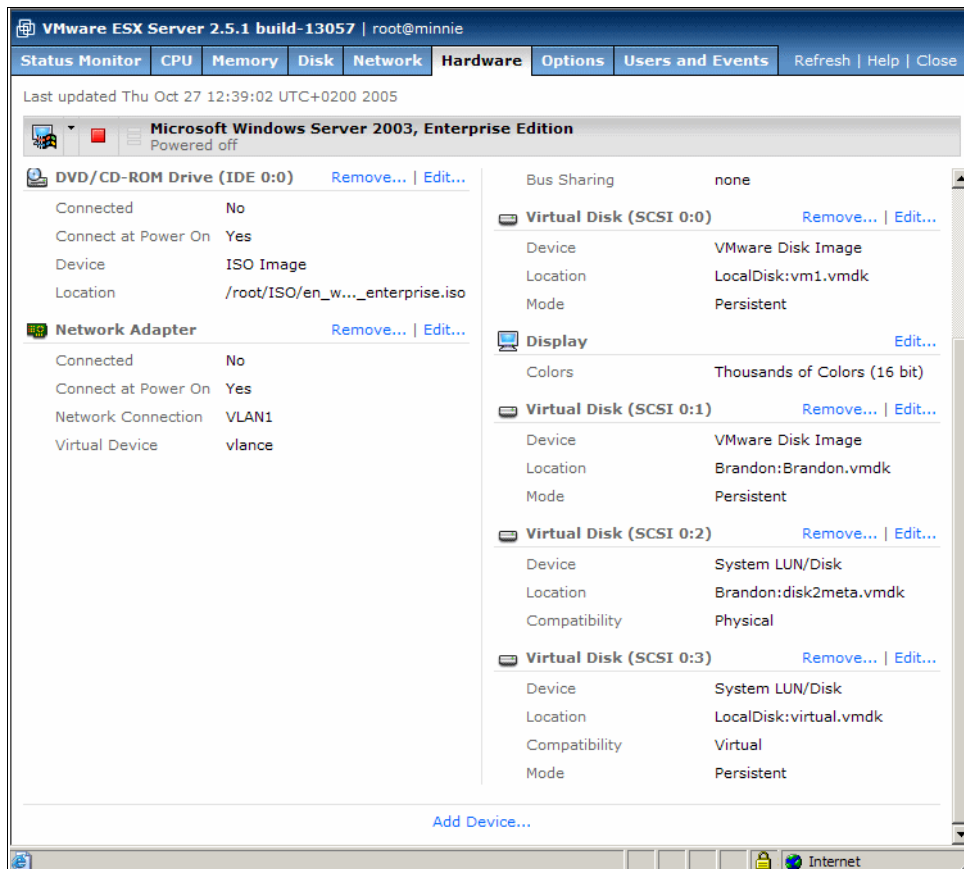 VMware ESX Server 2.5.1 build-13057 | root@minnie
Status Monitor CPU Memory Disk Network Hardware Options Users and Events Refresh | Help | Close
Last updated Thu Oct 27 12:39:02 UTC+0200 2005
Microsoft Windows Server 2003, Enterprise Edition
Powered off
DVD/CD-ROM Drive (IDE 0:0) Remove... | Edit...
Connected No
Connect at Power On Yes
Device ISO Image
Location /root/ISO/en_w..._enterprise.iso
Network Adapter Remove... | Edit...
Connected No
Connect at Power On Yes
Network Connection VLAN1
Virtual Device vlance
Bus Sharing none
Virtual Disk (SCSI 0:0) Remove... | Edit...
Device VMware Disk Image
Location LocalDisk:vm1.vmdk
Mode Persistent
Display Edit...
Colors Thousands of Colors (16 bit)
Virtual Disk (SCSI 0:1) Remove... | Edit...
Device VMware Disk Image
Location Brandon:Brandon.vmdk
Mode Persistent
Virtual Disk (SCSI 0:2) Remove... | Edit...
Device System LUN/Disk
Location Brandon:disk2meta.vmdk
Compatibility Physical
Virtual Disk (SCSI 0:3) Remove... | Edit...
Device System LUN/Disk
Location LocalDisk:virtual.vmdk
Compatibility Virtual
Mode Persistent
Add Device...
Internet